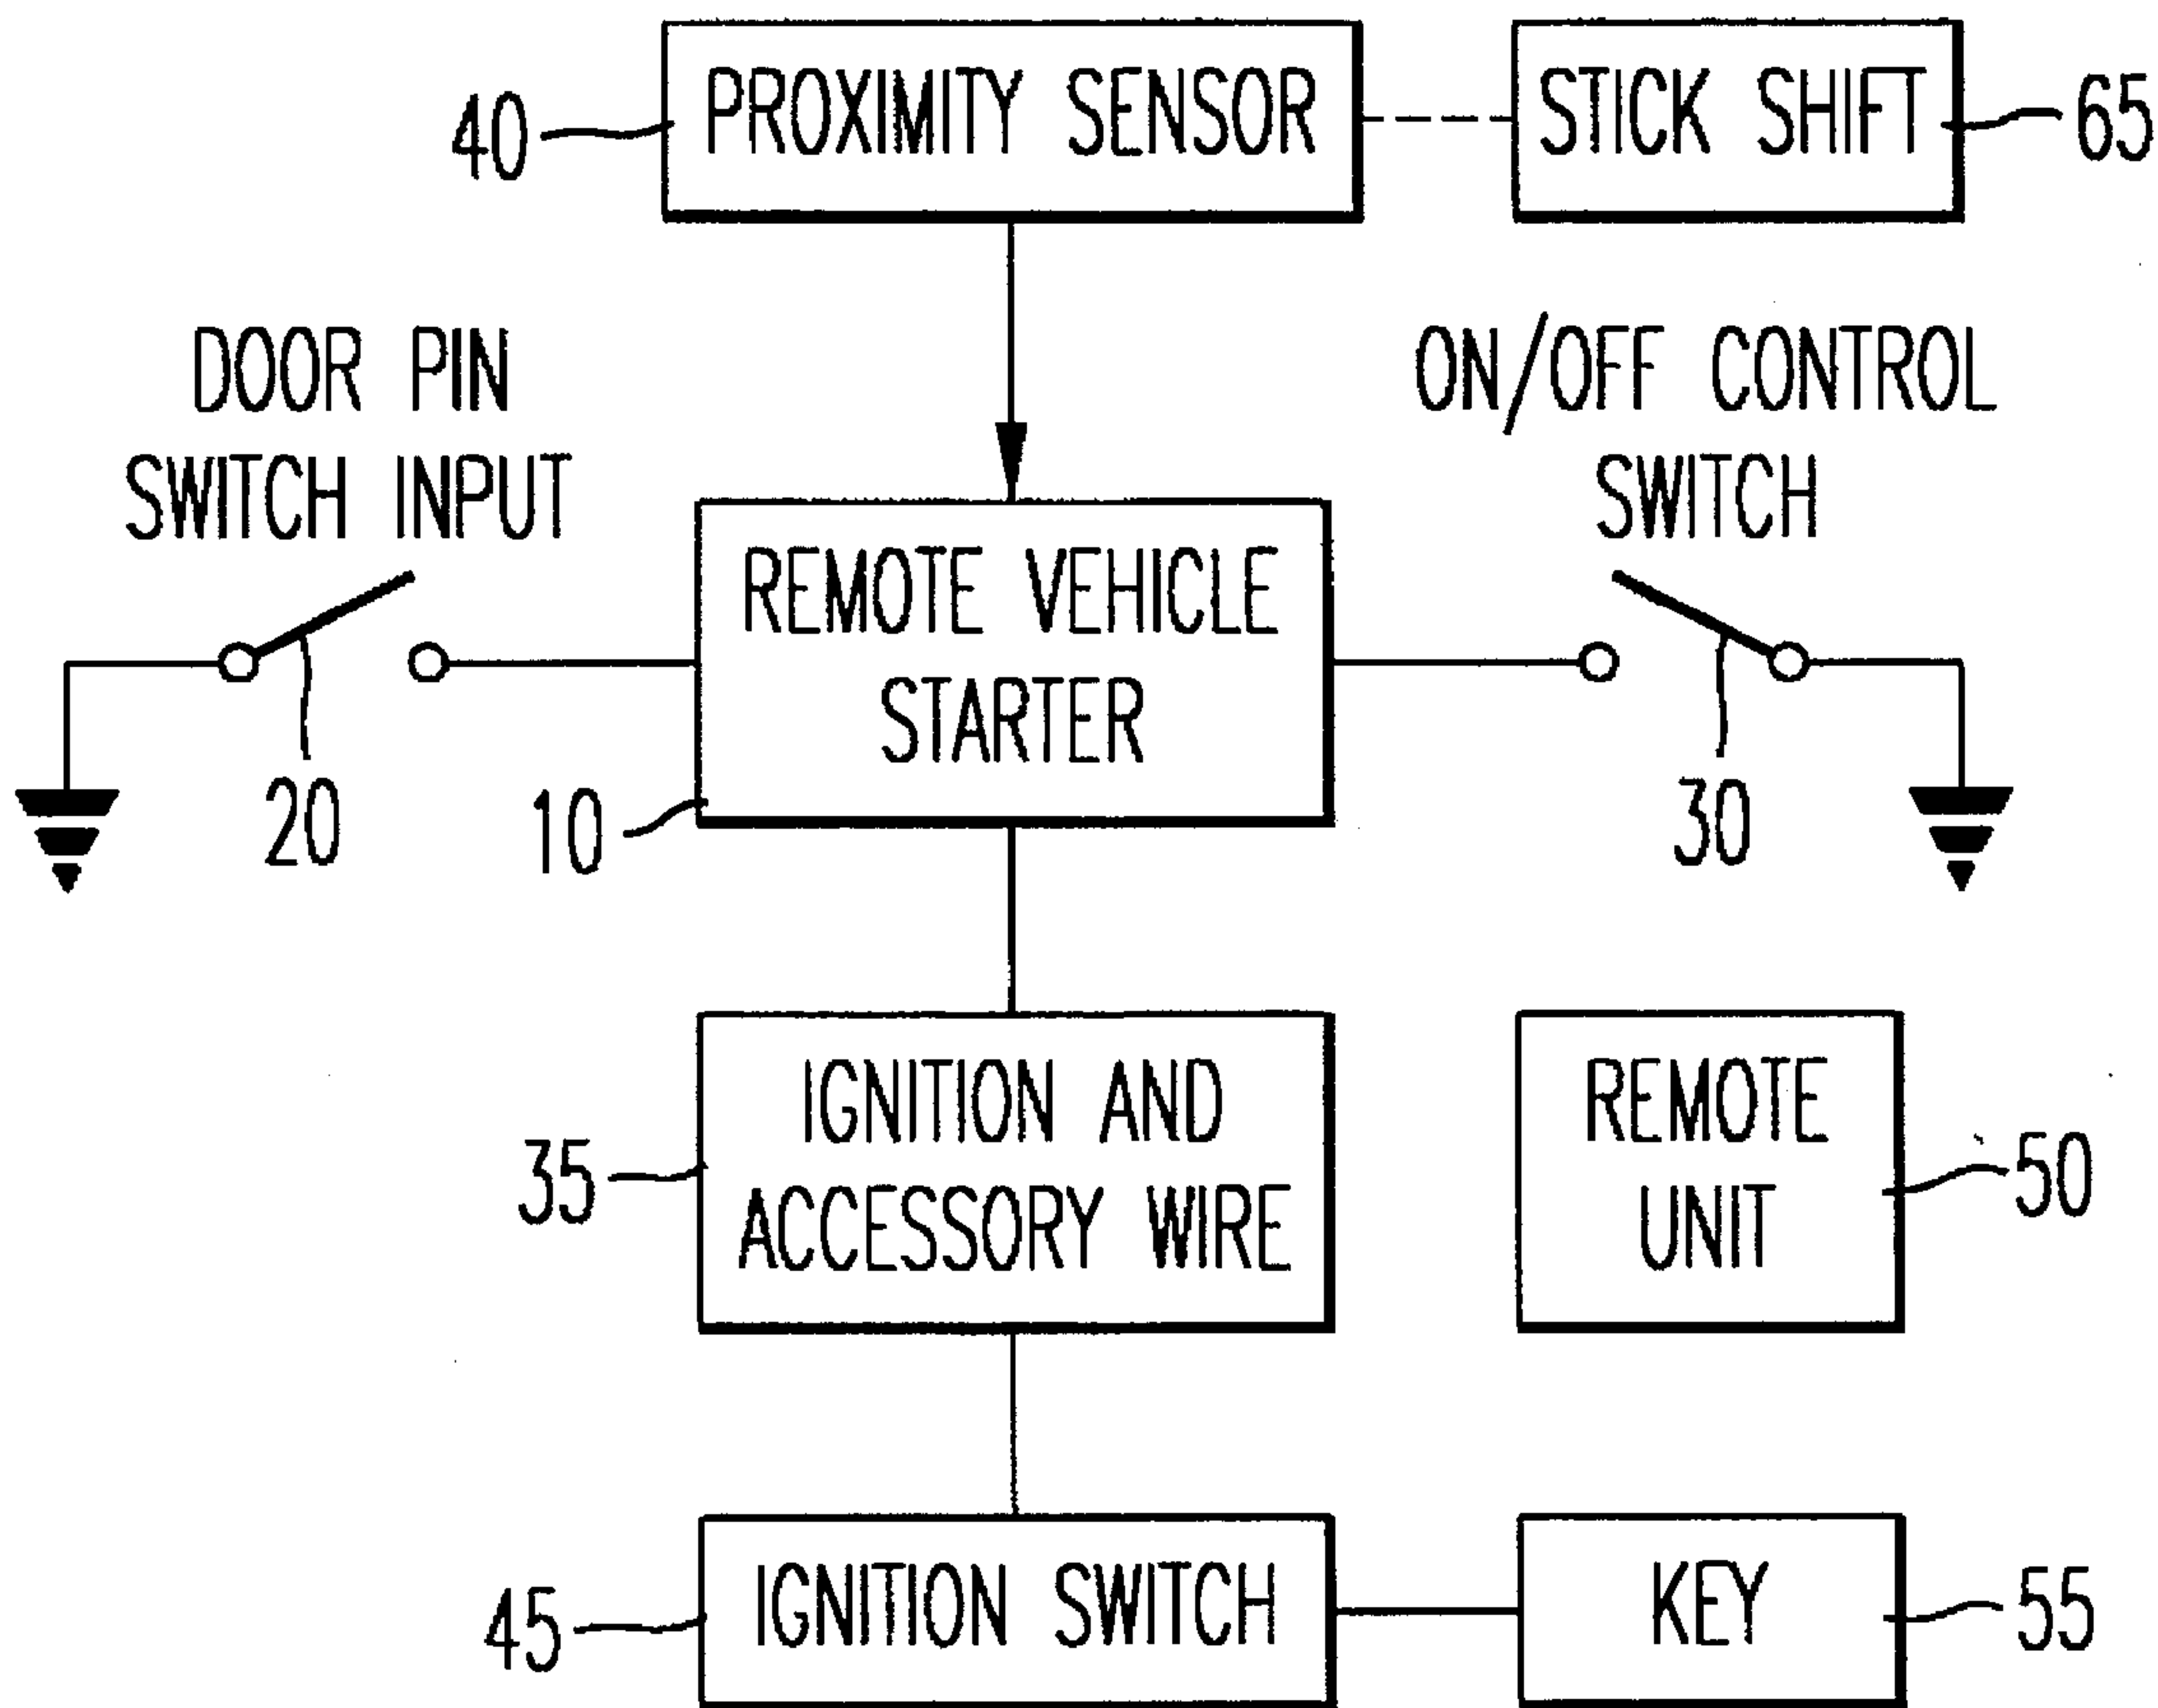 40
PROXIMITY SENSOR
STICK SHIFT
65
DOOR PIN
SWITCH INPUT
ON/OFF CONTROL
SWITCH
REMOTE VEHICLE
STARTER
20
10
30
IGNITION AND
ACCESSORY WIRE
35
REMOTE
UNIT
50
45
IGNITION SWITCH
KEY
55